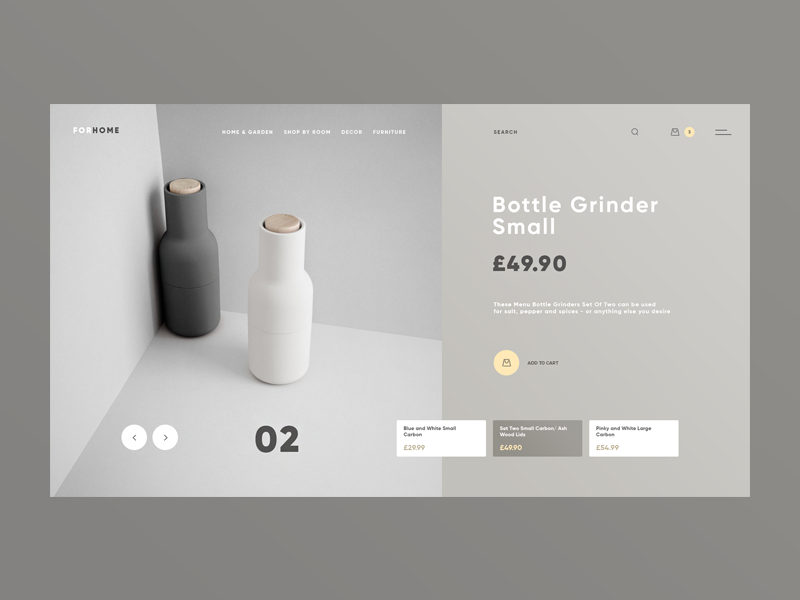 FORHOME
HOME & GARDEN SHOP BY ROOM DECOR FURNITURE
SEARCH
3
Bottle Grinder
Small
£49.90
These Menu Bottle Grinders Set Of Two can be used
for salt, pepper and spices - or anything else you desire
ADD TO CART
02
Blue and White Small
Carbon
£29.99
Set Two Small Carbon/ Ash
Wood Lids
£49.90
Pinky and White Large
Carbon
£54.99